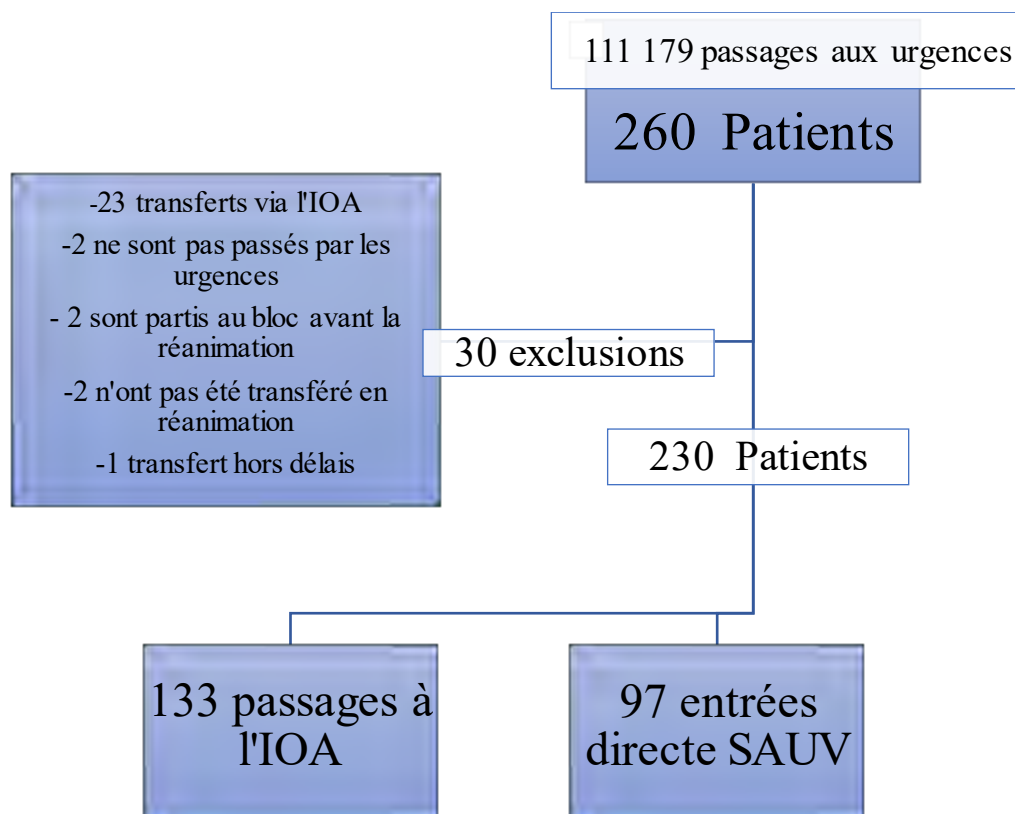 111 179 passages aux urgences
260 Patients
-23 transferts via l'IOA
-2 ne sont pas passés par les
urgences
- 2 sont partis au bloc avant la
réanimation
-2 n'ont pas été transféré en
réanimation
-1 transfert hors délais
30 exclusions
230 Patients
133 passages à
l'IOA
97 entrées
directe SAUV